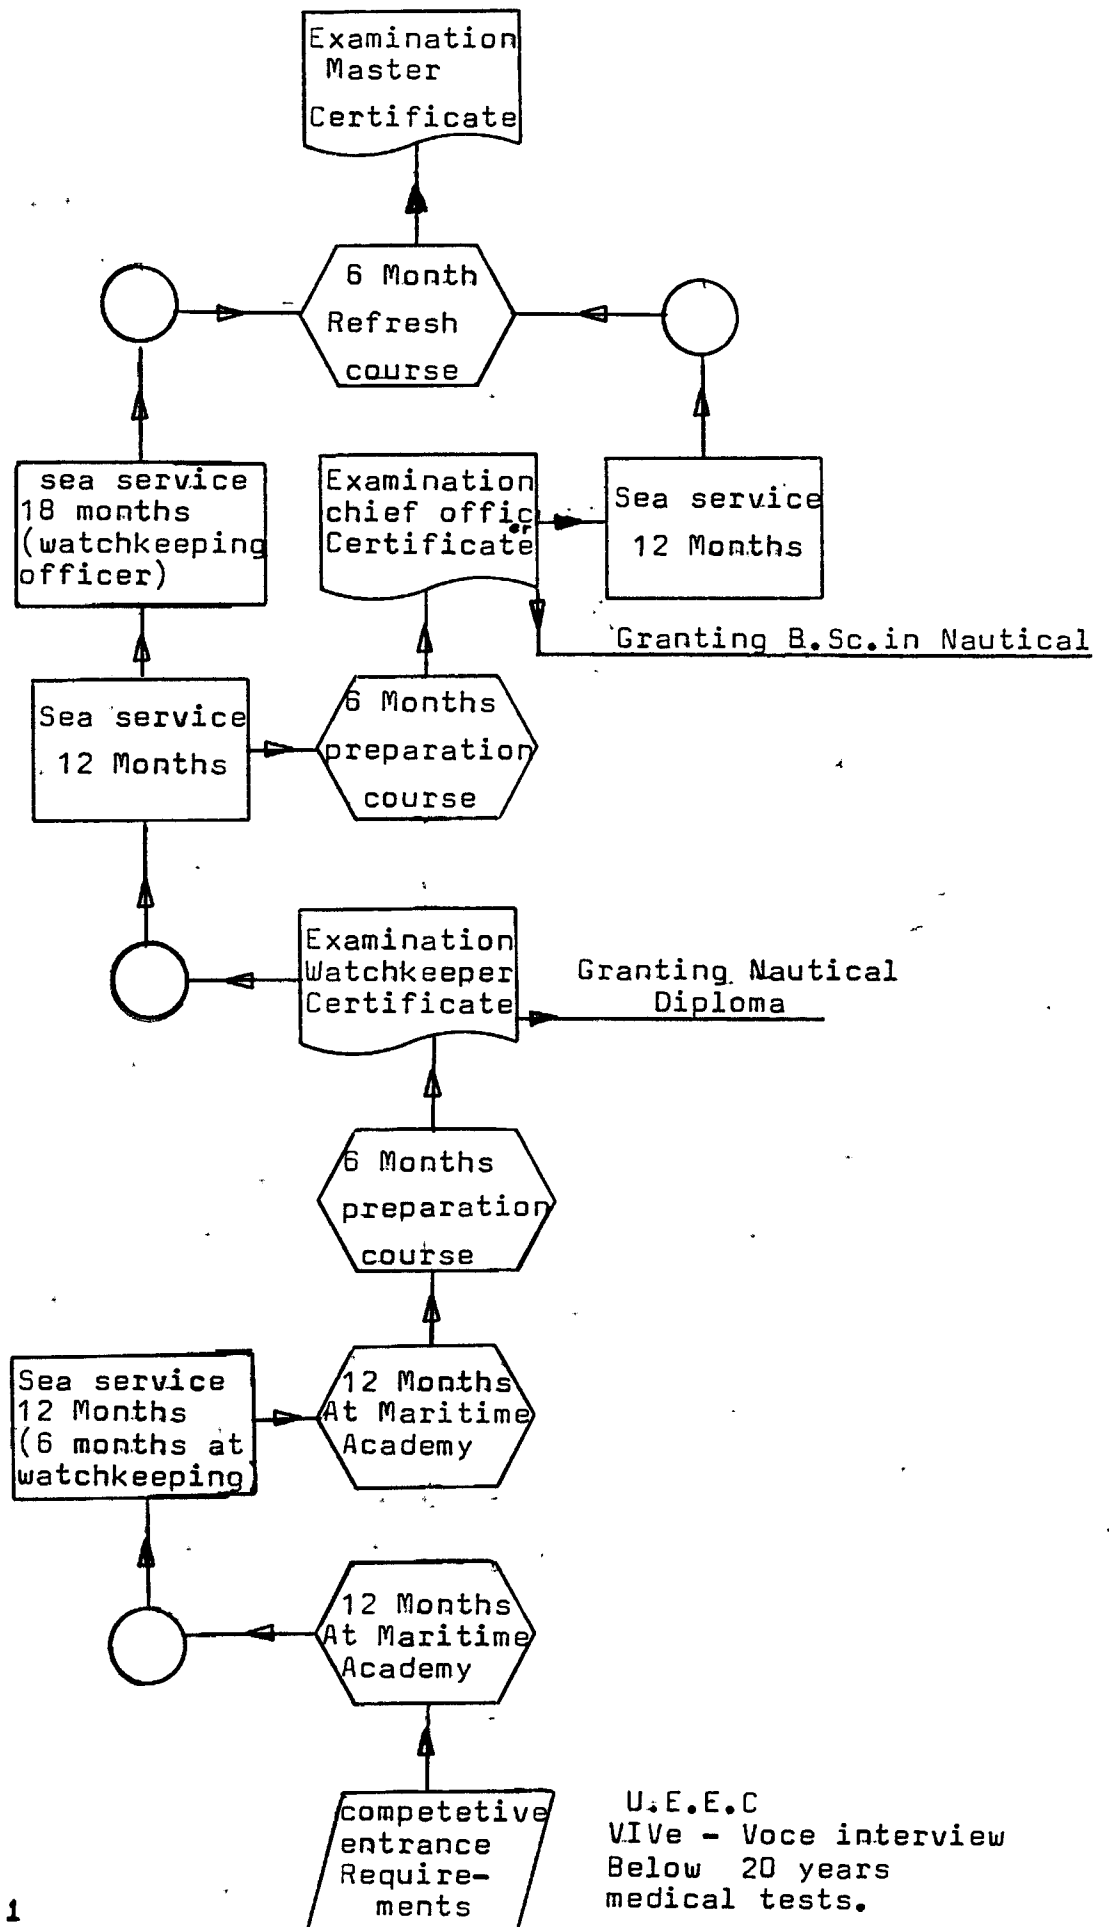 Examination
Master
Certificate
6 Month
Refresh
course
sea service
18 months
(watchkeeping
officer)
Examination
chief officer
Certificate
Sea service
12 Months
Granting B.Sc.in Nautical
Sea service
12 Months
6 Months
preparation
course
Examination
Watchkeeper
Certificate
Granting Nautical
Diploma
6 Months
preparation
course
Sea service
12 Months
(6 months at
watchkeeping)
12 Months
At Maritime
Academy
12 Months
At Maritime
Academy
competetive
entrance
Require-
ments
U.E.E.C
VIVe - Voce interview
Below 20 years
medical tests.
1